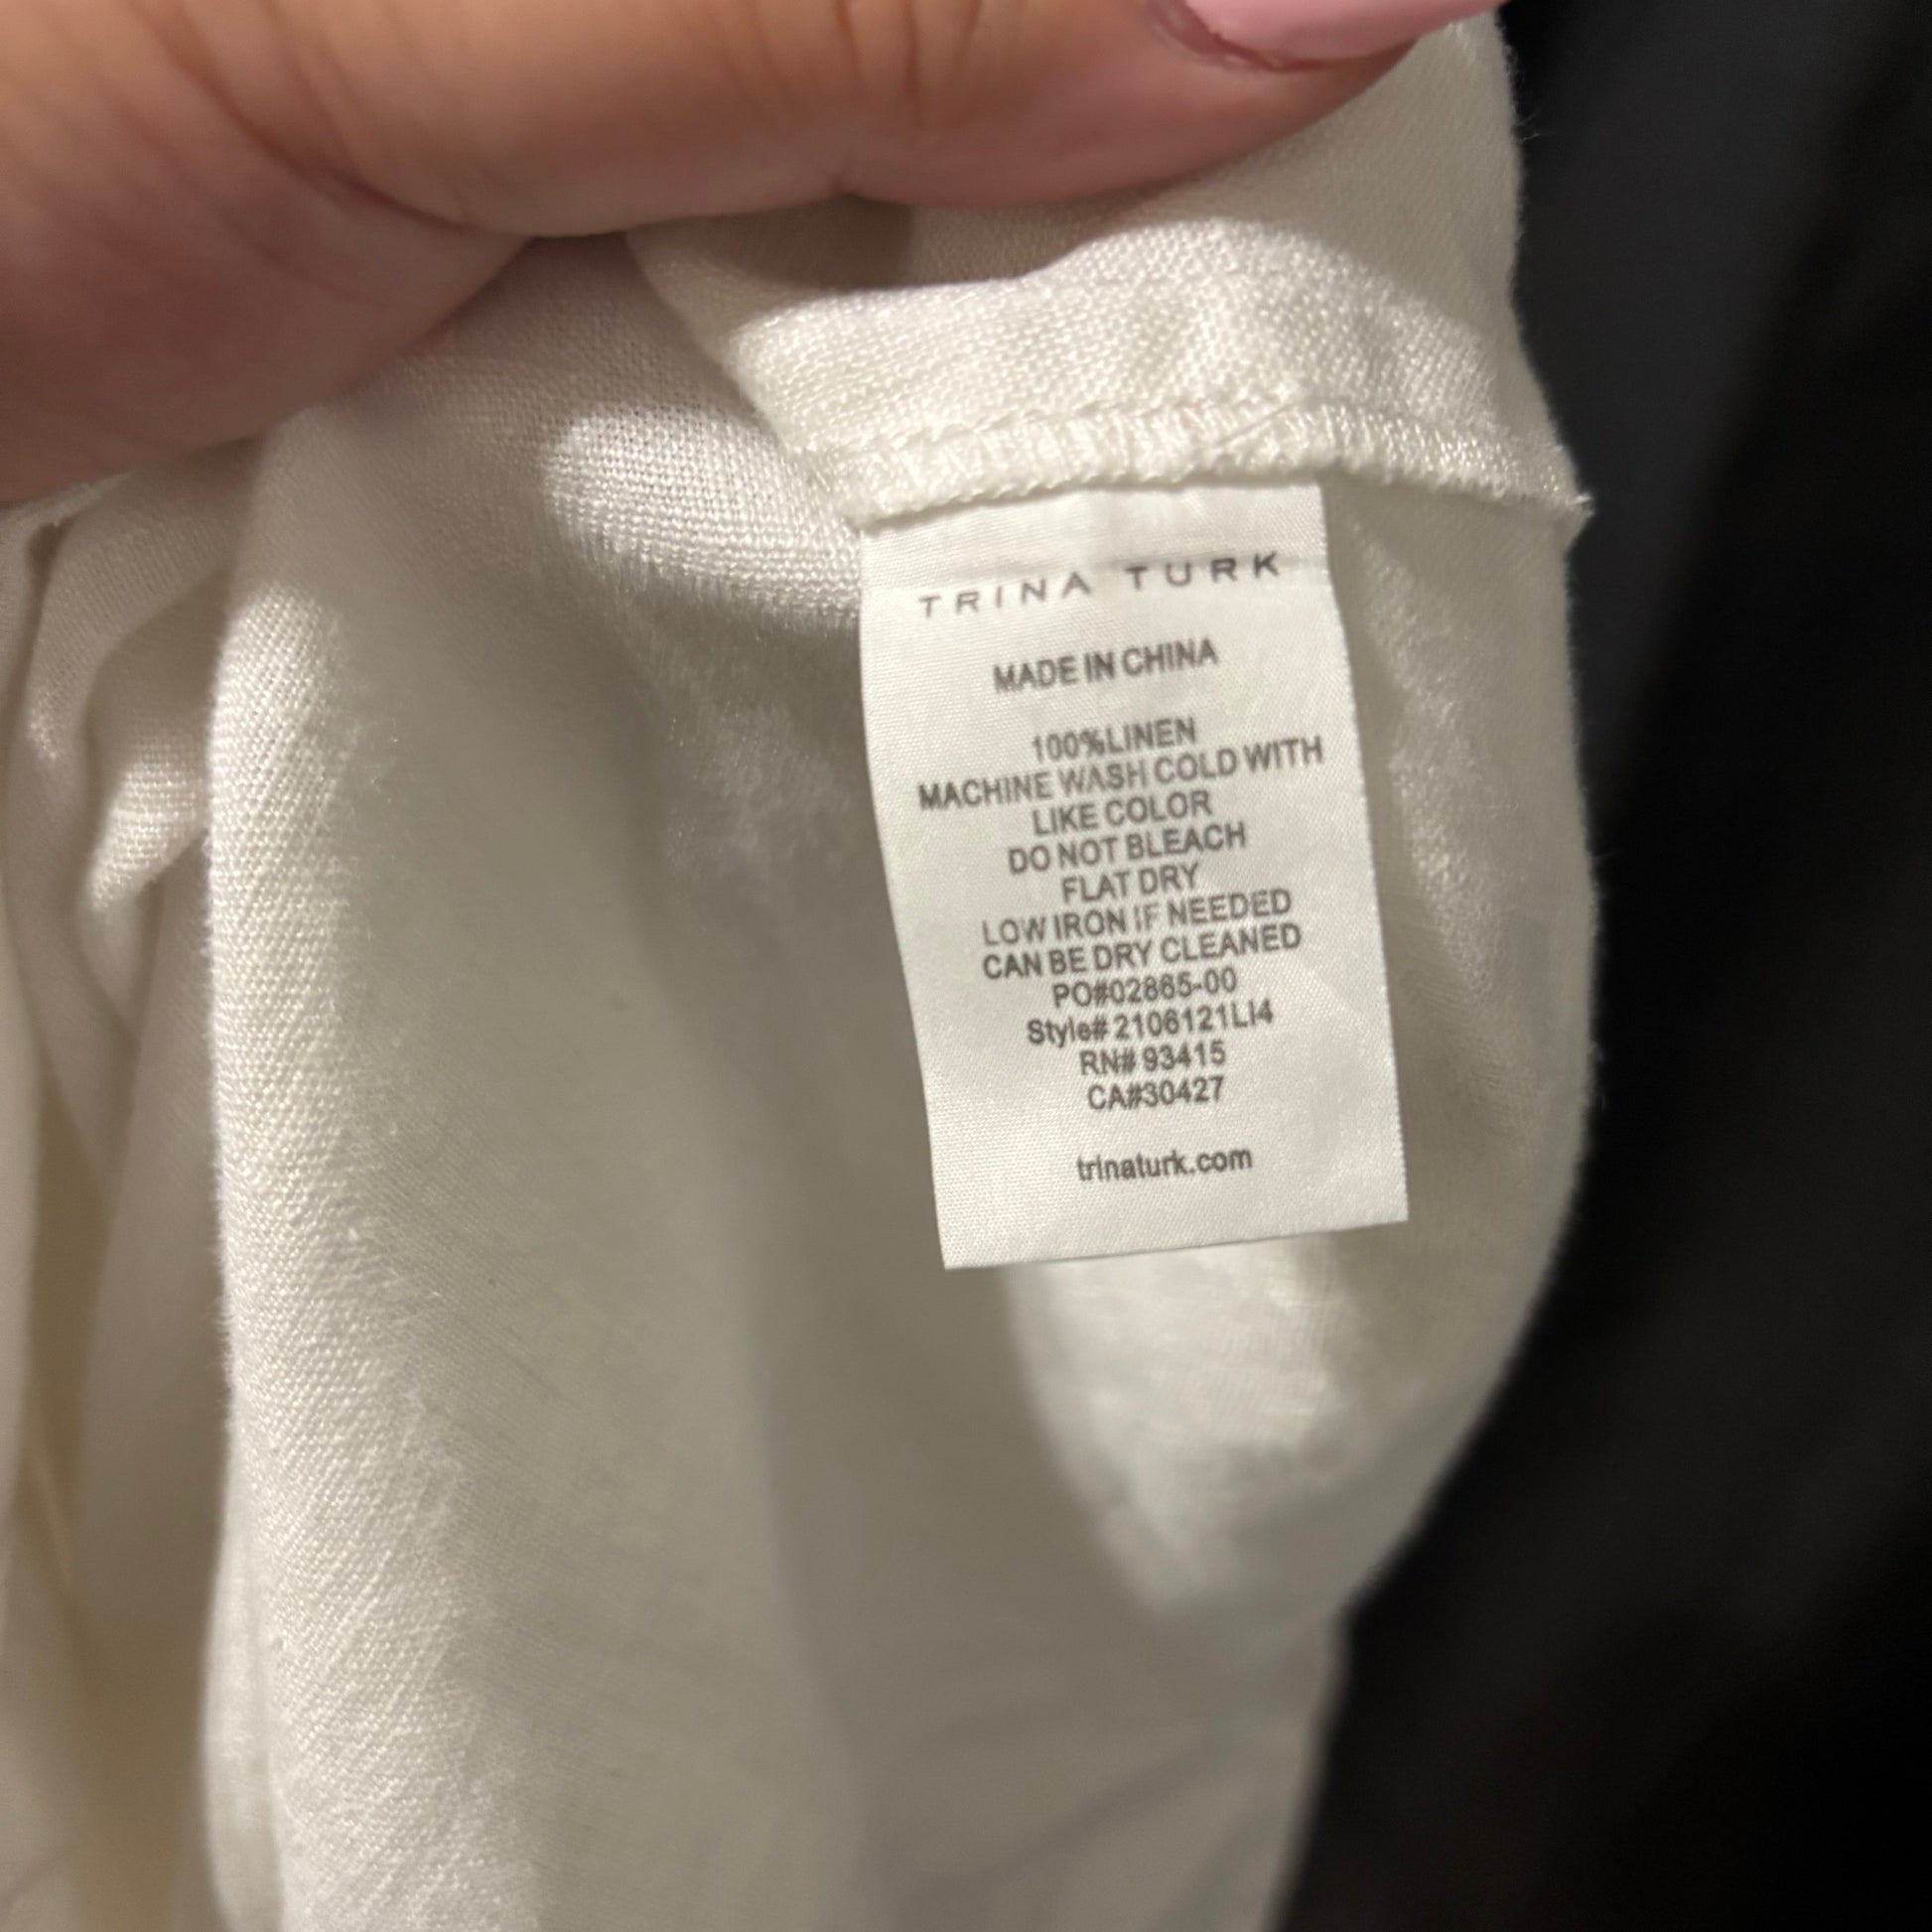 TRINA TURK
MADE IN CHINA
100%LINEN
MACHINE WASH COLD WITH
LIKE COLOR
DO NOT BLEACH
FLAT DRY
LOW IRON IF NEEDED
CAN BE DRY CLEANED
PO#02865-00
Style# 2106121LI4
RN# 93415
CA#30427
trinaturk.com